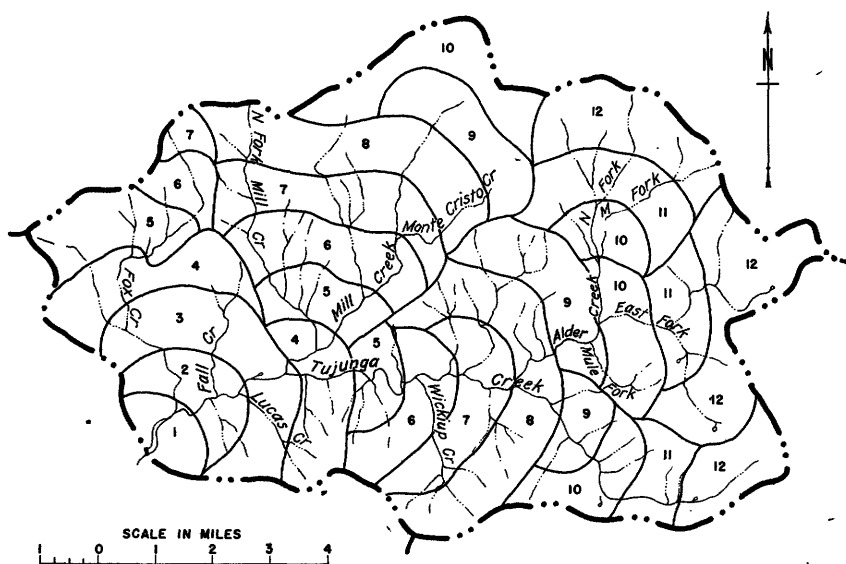 10
N
12
7
N Fork
8
9
6
7
Mill
Monte Cristo Cr
N Fork
M Fork
11
5
Cr
6
Creek
10
12
4
Fox Cr
5
Mill
9
Creek
10
11
East Fork
3
Cr
4
5
Alder
Tujunga
Mule Fork
2
Fall
Creek
12
1
Lucas Cr
6
Wickiup Cr
7
8
9
11
12
10
SCALE IN MILES
1 0 1 2 3 4